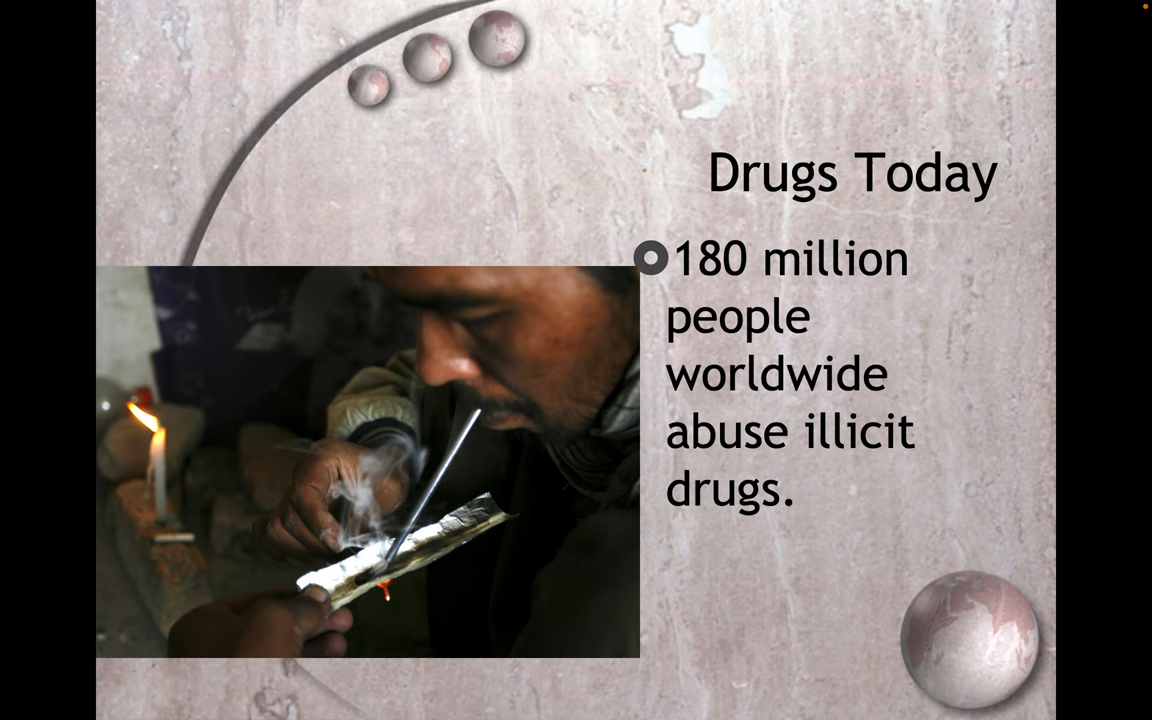 Drugs Today
180 million
people
worldwide
abuse illicit
drugs.